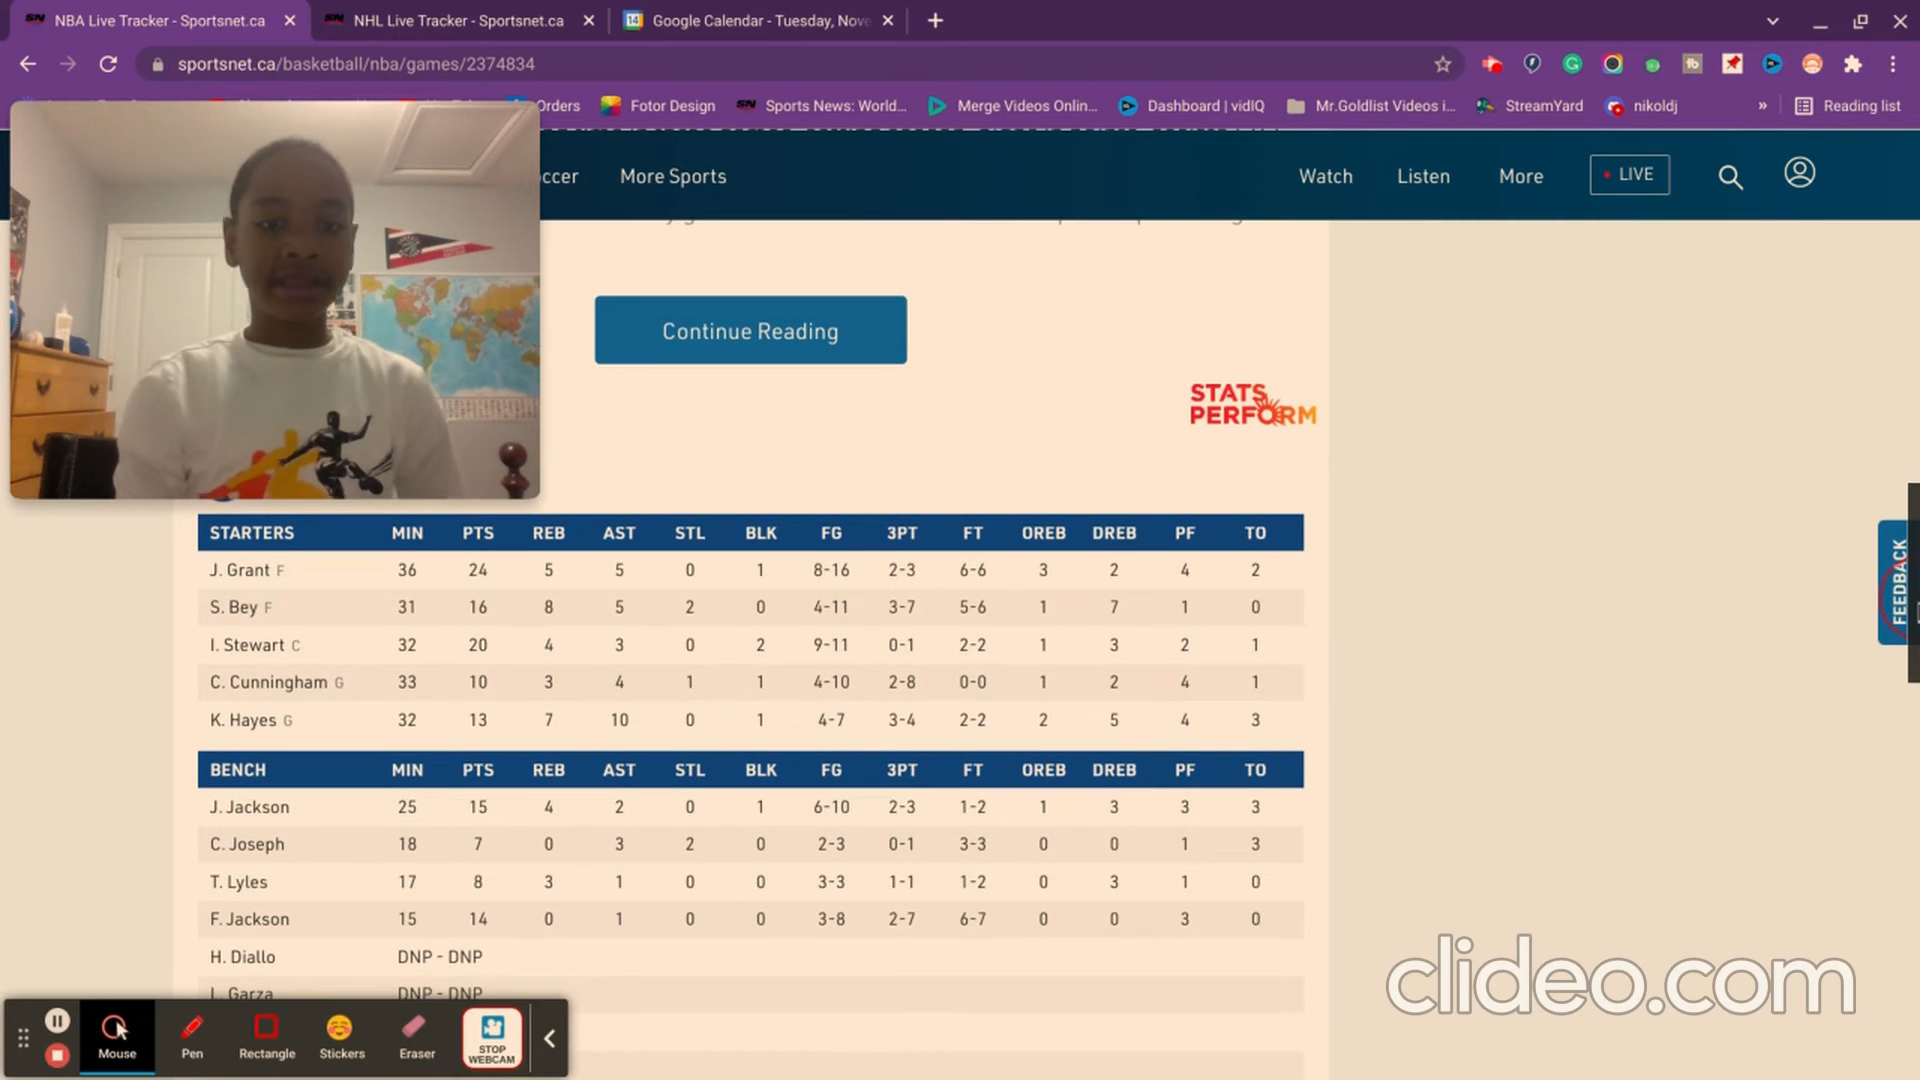 NBA Live Tracker - Sportsnet.ca
NHL Live Tracker - Sportsnet.ca
14 Google Calendar - Tuesday, Nove
sportsnet.ca/basketball/nba/games/2374834
Orders Fotor Design SN Sports News: World... Merge Videos Onlin... Dashboard | vidIQ Mr.Goldlist Videos i... StreamYard nikoldj » Reading list
occer More Sports Watch Listen More LIVE
Continue Reading
STATS
PERFORM
STARTERS MIN PTS REB AST STL BLK FG 3PT FT OREB DREB PF TO
J. Grant F 36 24 5 5 0 1 8-16 2-3 6-6 3 2 4 2
S. Bey F 31 16 8 5 2 0 4-11 3-7 5-6 1 7 1 0
I. Stewart C 32 20 4 3 0 2 9-11 0-1 2-2 1 3 2 1
C. Cunningham G 33 10 3 4 1 1 4-10 2-8 0-0 1 2 4 1
K. Hayes G 32 13 7 10 0 1 4-7 3-4 2-2 2 5 4 3
BENCH MIN PTS REB AST STL BLK FG 3PT FT OREB DREB PF TO
J. Jackson 25 15 4 2 0 1 6-10 2-3 1-2 1 3 3 3
C. Joseph 18 7 0 3 2 0 2-3 0-1 3-3 0 0 1 3
T. Lyles 17 8 3 1 0 0 3-3 1-1 1-2 0 3 1 0
F. Jackson 15 14 0 1 0 0 3-8 2-7 6-7 0 0 3 0
H. Diallo DNP - DNP
L. Garza DNP - DNP
FEEDBACK
clideo.com
Mouse Pen Rectangle Stickers Eraser STOP
WEBCAM